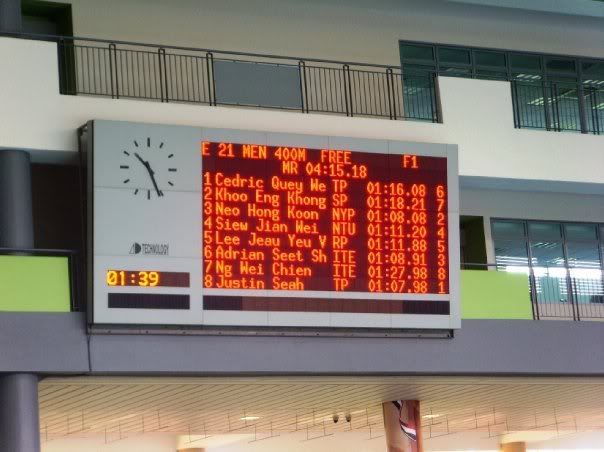 E 21 MEN 400M FREE F1
MR 04:15.18
1 Cedric Quey We TP 01:16.08 6
2 Khoo Eng Khong SP 01:18.21 7
3 Neo Hong Koon NYP 01:08.08 2
4 Siew Jian Wei NTU 01:11.20 4
5 Lee Jeau Yeu V RP 01:11.88 5
6 Adrian Seet Sh ITE 01:08.91 3
7 Ng Wei Chien ITE 01:27.98 8
8 Justin Seah TP 01:07.98 1
TECHNOLOGY
01:39